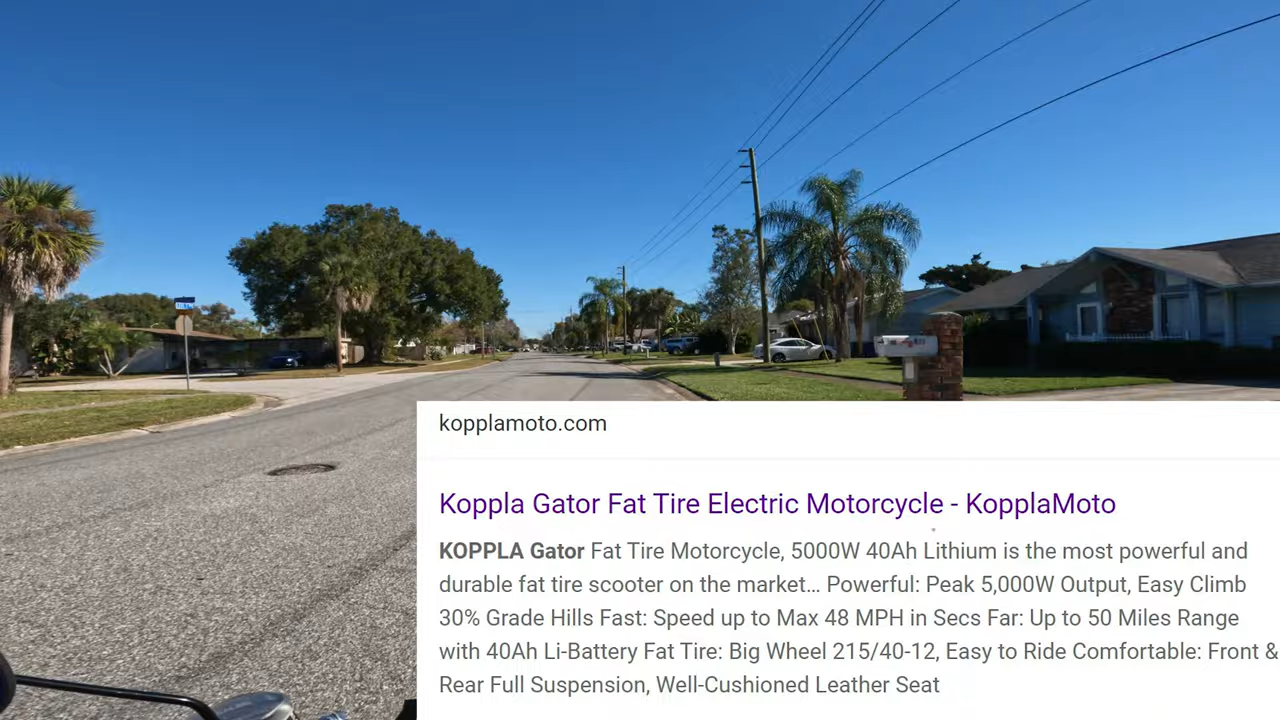 kopplamoto.com
Koppla Gator Fat Tire Electric Motorcycle - KopplaMoto
KOPPLA Gator Fat Tire Motorcycle, 5000W 40Ah Lithium is the most powerful and
durable fat tire scooter on the market... Powerful: Peak 5,000W Output, Easy Climb
30% Grade Hills Fast: Speed up to Max 48 MPH in Secs Far: Up to 50 Miles Range
with 40Ah Li-Battery Fat Tire: Big Wheel 215/40-12, Easy to Ride Comfortable: Front &
Rear Full Suspension, Well-Cushioned Leather Seat